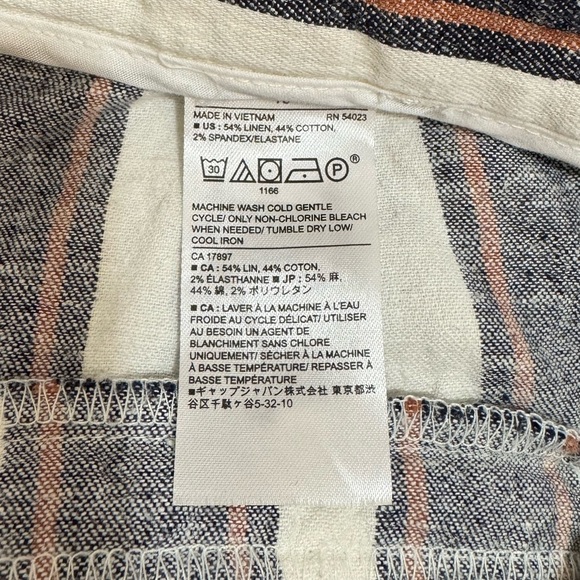 MADE IN VIETNAM RN 54023
■ US : 54% LINEN, 44% COTTON,
2% SPANDEX/ELASTANE
30 P ®
1166
MACHINE WASH COLD GENTLE
CYCLE/ ONLY NON-CHLORINE BLEACH
WHEN NEEDED/ TUMBLE DRY LOW/
COOL IRON
CA 17897
■ CA : 54% LIN, 44% COTON,
2% ÉLASTHANNE ■ JP : 54% 麻,
44% 綿, 2% ポリウレタン
■ CA : LAVER À LA MACHINE À L'EAU
FROIDE AU CYCLE DÉLICAT/ UTILISER
AU BESOIN UN AGENT DE
BLANCHIMENT SANS CHLORE
UNIQUEMENT/ SÉCHER À LA MACHINE
À BASSE TEMPÉRATURE/ REPASSER À
BASSE TEMPÉRATURE
■ギャップジャパン(株) 東京都渋
谷区千駄ヶ谷5-32-10